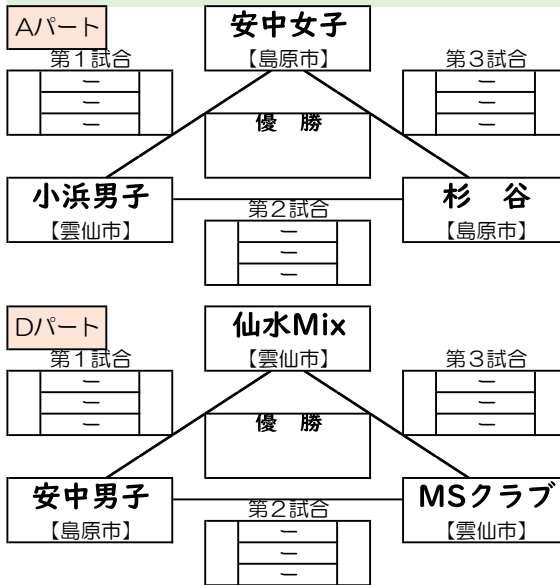 Aパート
安中女子
【島原市】
第1試合
第3試合
ー
ー
ー
ー
ー
ー
優 勝
小浜男子
【雲仙市】
杉 谷
【島原市】
第2試合
ー
ー
ー
Dパート
仙水Mix
【雲仙市】
第1試合
第3試合
ー
ー
ー
ー
ー
ー
優 勝
安中男子
【島原市】
MSクラブ
【雲仙市】
第2試合
ー
ー
ー